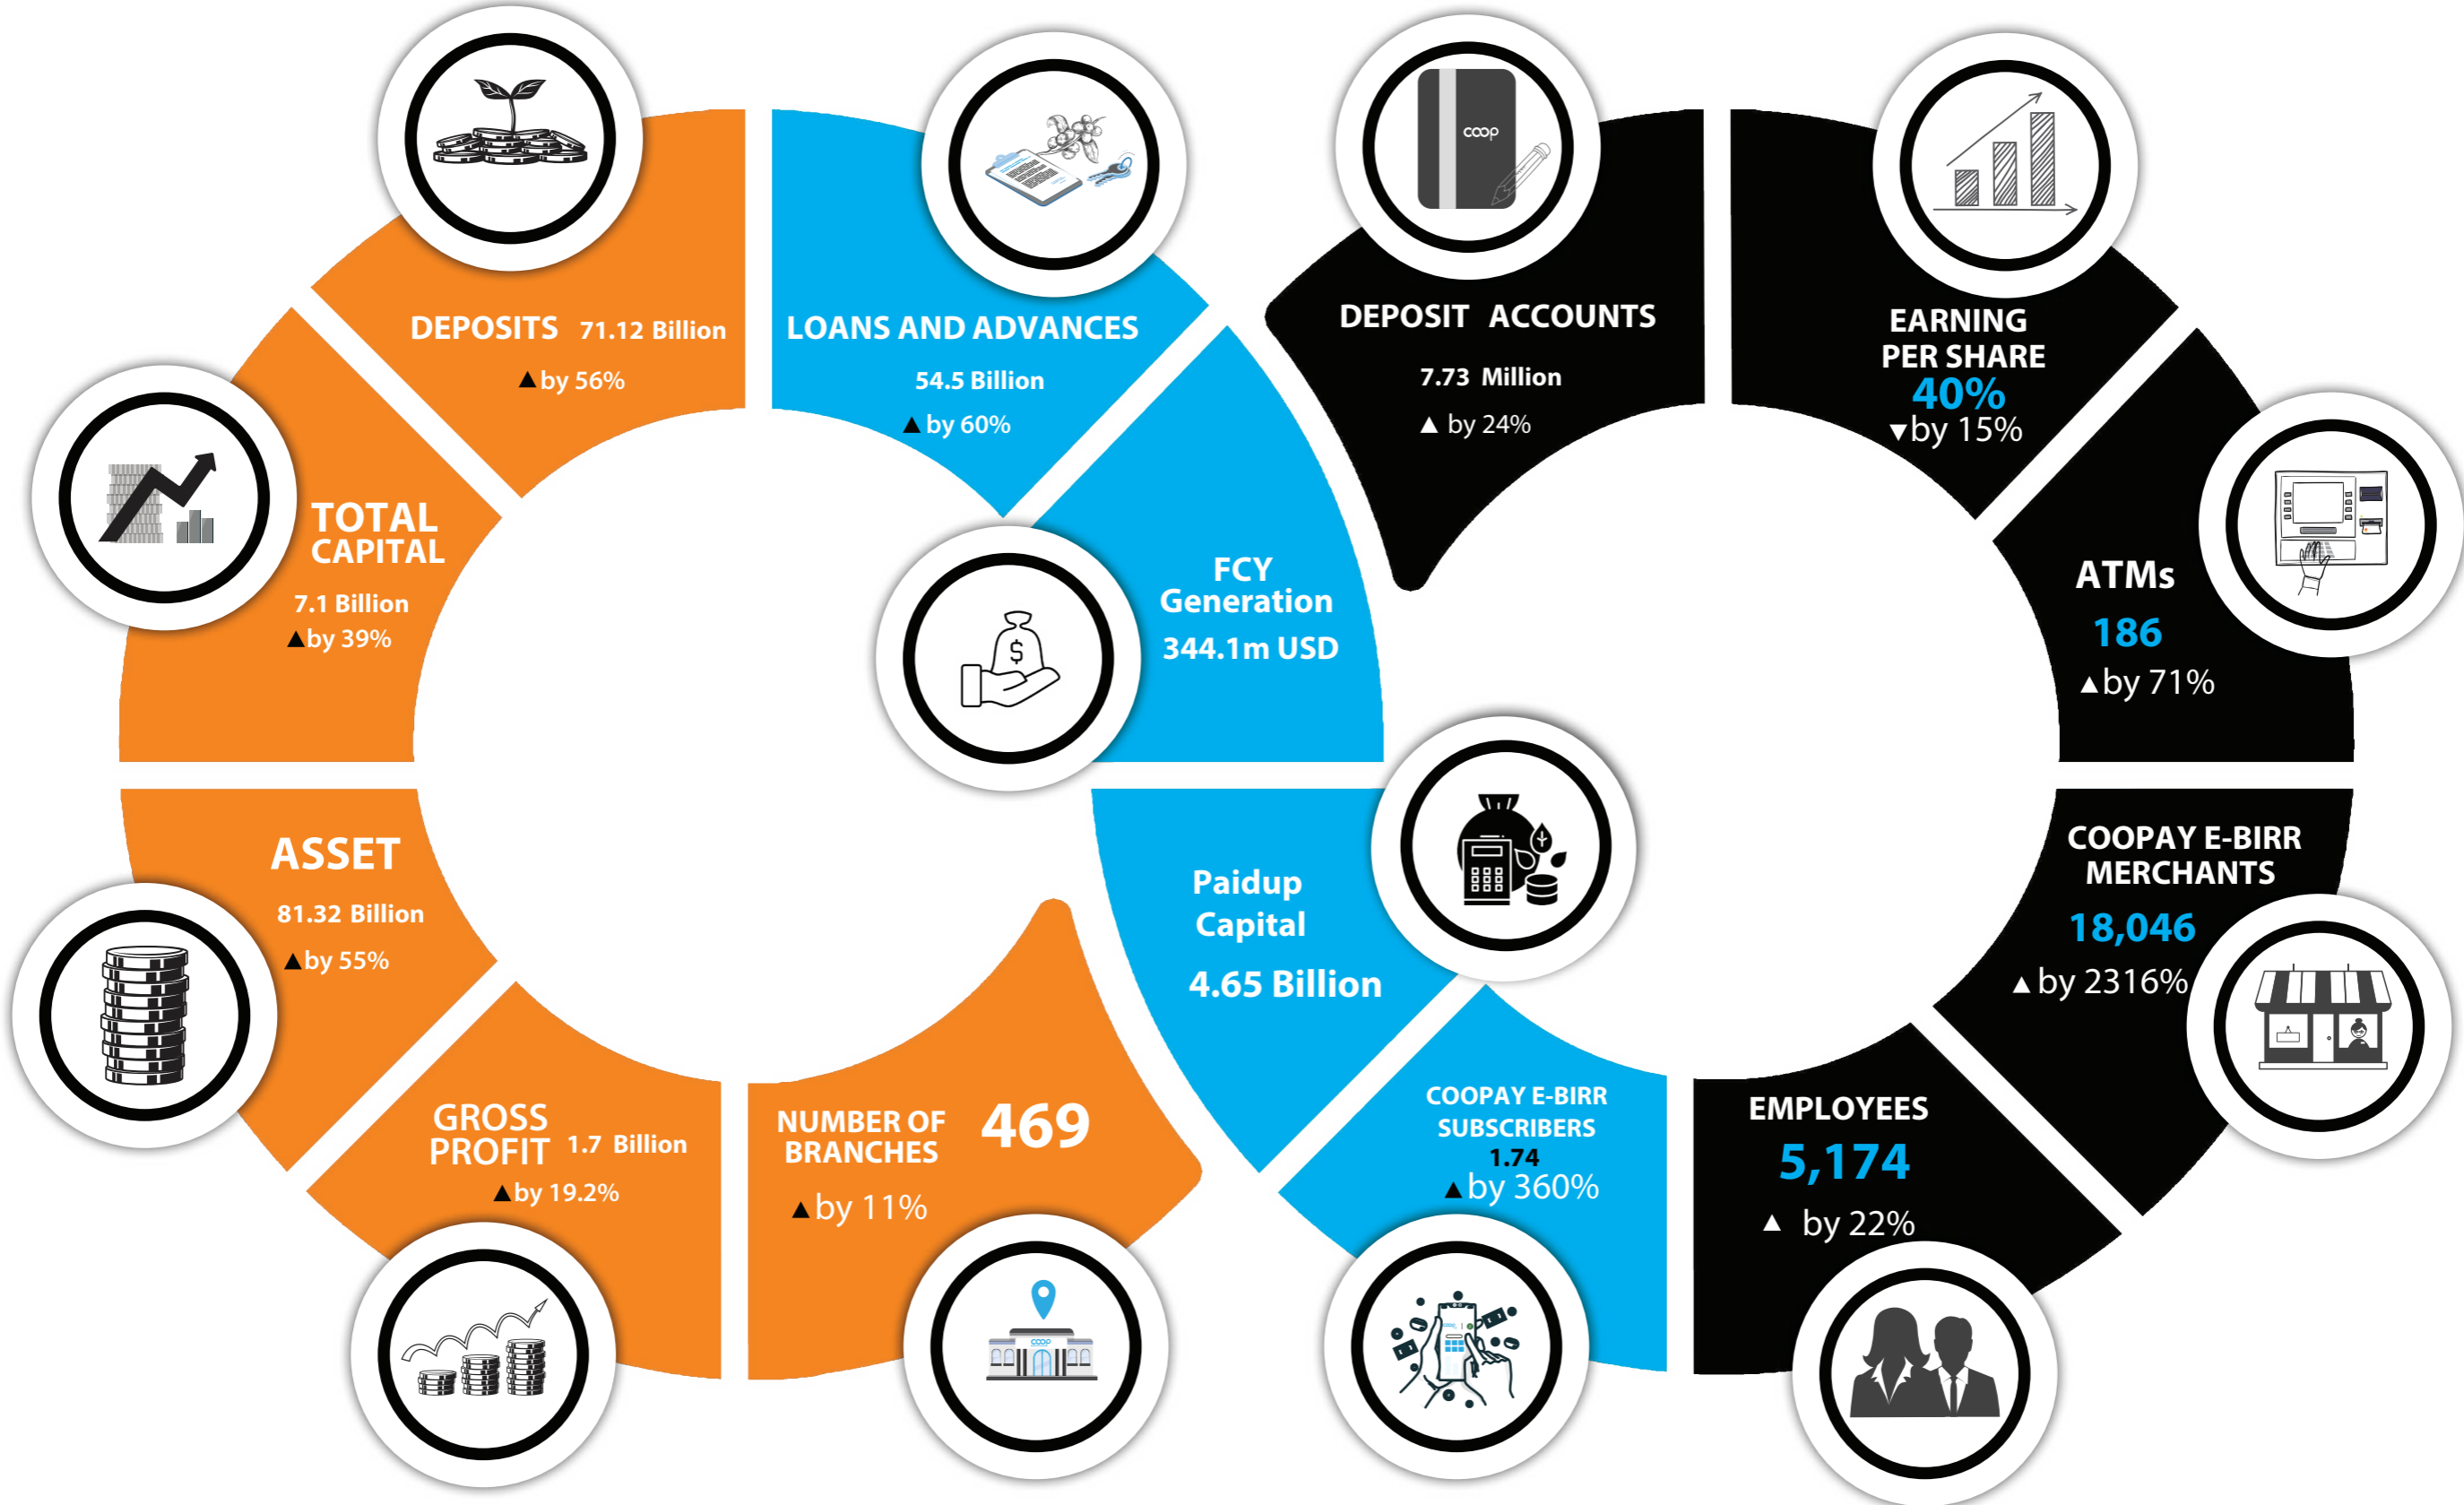 DEPOSITS 71.12 Billion
▲ by 56%
LOANS AND ADVANCES
54.5 Billion
▲ by 60%
coop
DEPOSIT ACCOUNTS
7.73 Million
▲ by 24%
EARNING
PER SHARE
40%
▼by 15%
TOTAL
CAPITAL
7.1 Billion
▲by 39%
$
FCY
Generation
344.1m USD
ATMs
186
▲by 71%
ASSET
81.32 Billion
▲by 55%
Paidup
Capital
4.65 Billion
COOPAY E-BIRR
MERCHANTS
18,046
▲by 2316%
GROSS
PROFIT 1.7 Billion
▲by 19.2%
NUMBER OF
BRANCHES 469
▲by 11%
coop
COOPAY E-BIRR
SUBSCRIBERS
1.74
▲by 360%
EMPLOYEES
5,174
▲ by 22%